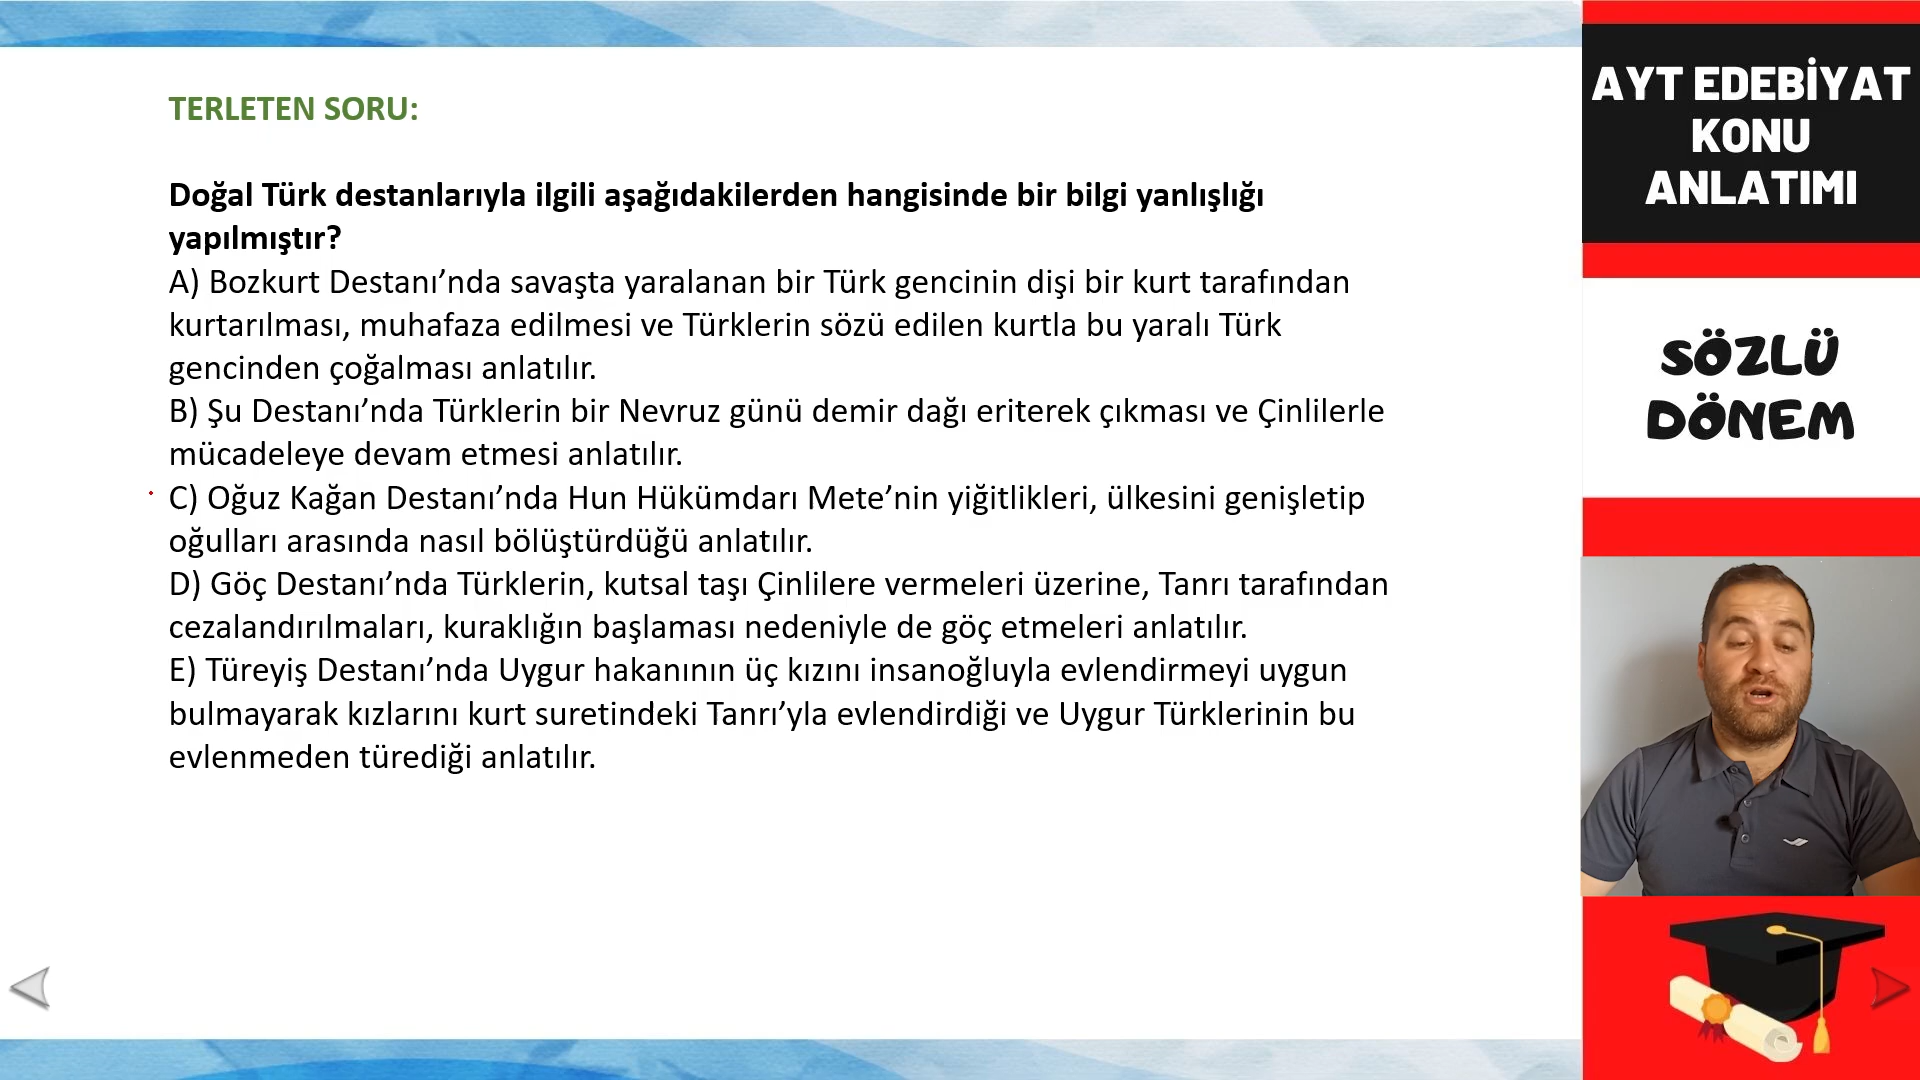 TERLETEN SORU:
Doğal Türk destanlarıyla ilgili aşağıdakilerden hangisinde bir bilgi yanlışlığı
yapılmıştır?
A) Bozkurt Destanı’nda savaşta yaralanan bir Türk gencinin dişi bir kurt tarafından
kurtarılması, muhafaza edilmesi ve Türklerin sözü edilen kurtla bu yaralı Türk
gencinden çoğalması anlatılır.
B) Şu Destanı’nda Türklerin bir Nevruz günü demir dağı eriterek çıkması ve Çinlilerle
mücadeleye devam etmesi anlatılır.
C) Oğuz Kağan Destanı’nda Hun Hükümdarı Mete’nin yiğitlikleri, ülkesini genişletip
oğulları arasında nasıl bölüştürdüğü anlatılır.
D) Göç Destanı’nda Türklerin, kutsal taşı Çinlilere vermeleri üzerine, Tanrı tarafından
cezalandırılmaları, kuraklığın başlaması nedeniyle de göç etmeleri anlatılır.
E) Türeyiş Destanı’nda Uygur hakanının üç kızını insanoğluyla evlendirmeyi uygun
bulmayarak kızlarını kurt suretindeki Tanrı’yla evlendirdiği ve Uygur Türklerinin bu
evlenmeden türediği anlatılır.
AYT EDEBİYAT
KONU
ANLATIMI
SÖZLÜ
DÖNEM